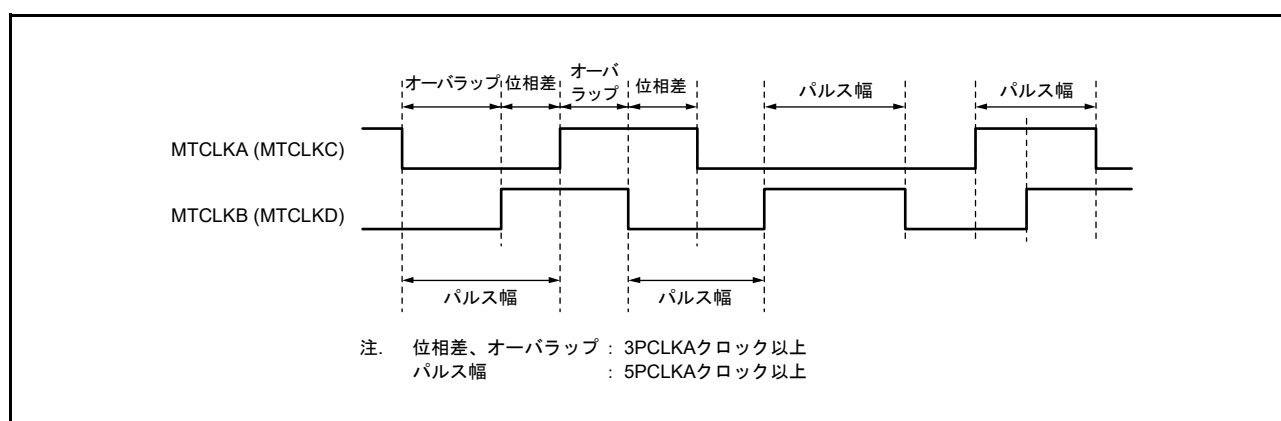 オーバラップ 位相差 オーバラップ 位相差 パルス幅 パルス幅
MTCLKA (MTCLKC)
MTCLKB (MTCLKD)
パルス幅 パルス幅
注. 位相差、オーバラップ : 3PCLKAクロック以上
パルス幅 : 5PCLKAクロック以上